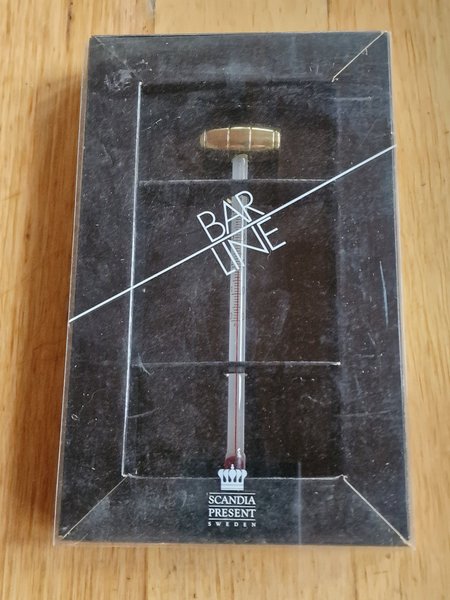 BAR
LINE
SCANDIA
PRESENT
SWEDEN